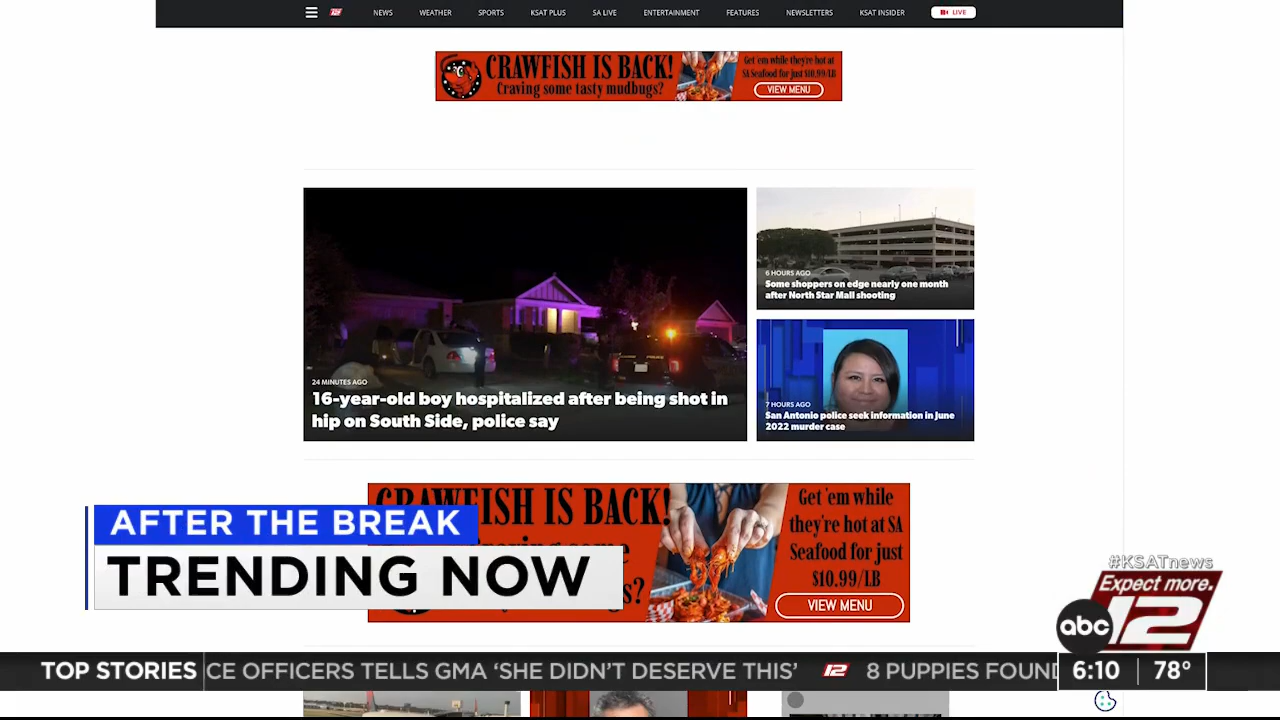 NEWS WEATHER SPORTS KSAT PLUS SA LIVE ENTERTAINMENT FEATURES NEWSLETTERS KSAT INSIDER LIVE
CRAWFISH IS BACK!
Craving some tasty mudbugs?
Get 'em while they're hot at
SA Seafood for just $10.99/LB
VIEW MENU
24 MINUTES AGO
16-year-old boy hospitalized after being shot in
hip on South Side, police say
6 HOURS AGO
Some shoppers on edge nearly one month
after North Star Mall shooting
7 HOURS AGO
San Antonio police seek information in June
2022 murder case
CRAWFISH IS BACK!
Get 'em while
they're hot at SA
Seafood for just
$10.99/LB
VIEW MENU
AFTER THE BREAK
TRENDING NOW
#KSATnews
Expect more.
abc 12
TOP STORIES CE OFFICERS TELLS GMA 'SHE DIDN'T DESERVE THIS' 12 8 PUPPIES FOUND
6:10 78°